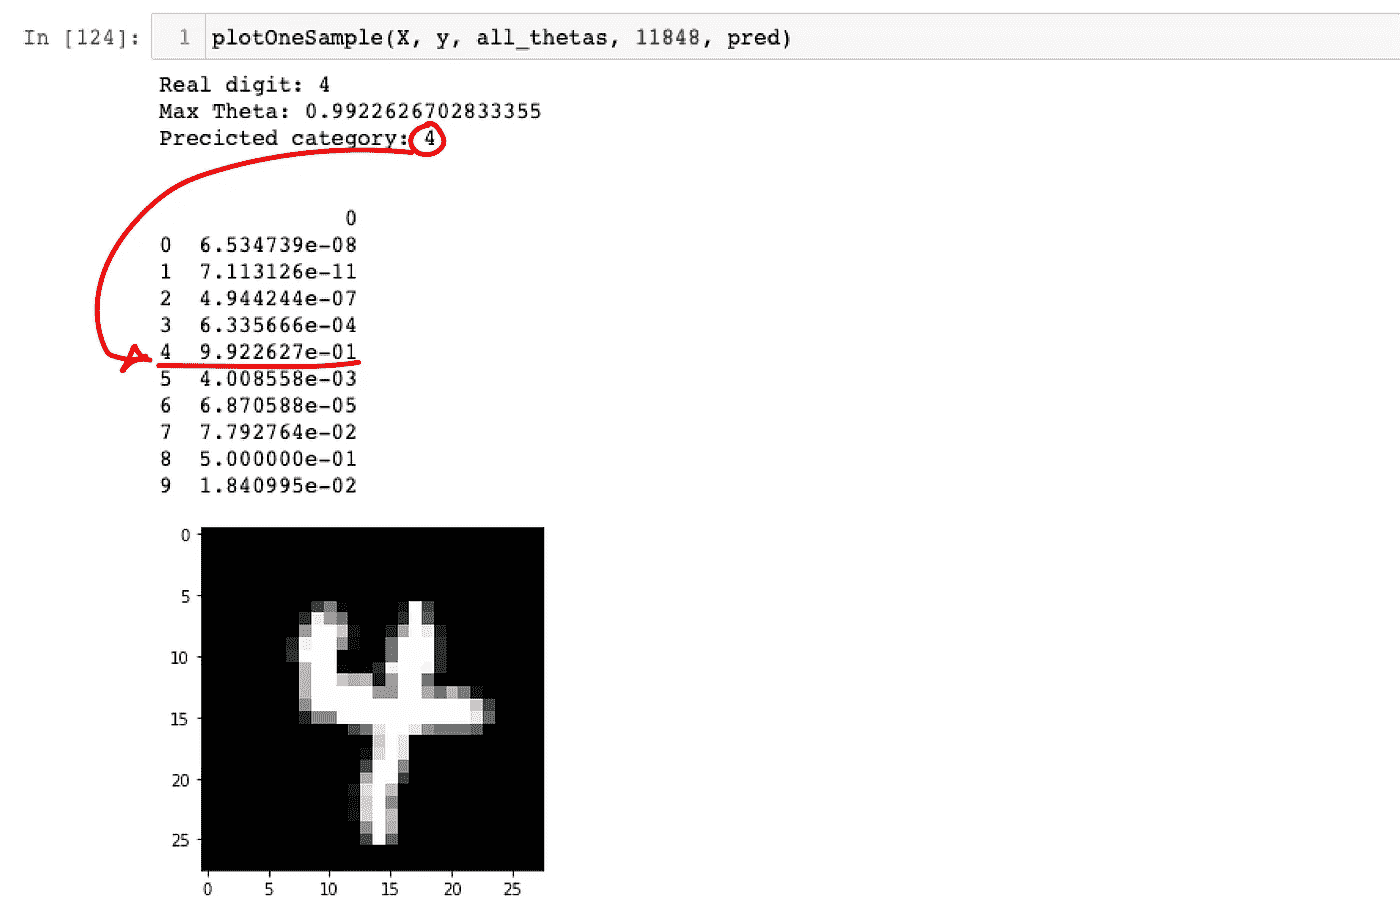 In [124]: 1 plotOneSample(X, y, all_thetas, 11848, pred)
Real digit: 4
Max Theta: 0.9922626702833355
Precicted category: 4
0
0 6.534739e-08
1 7.113126e-11
2 4.944244e-07
3 6.335666e-04
4 9.922627e-01
5 4.008558e-03
6 6.870588e-05
7 7.792764e-02
8 5.000000e-01
9 1.840995e-02
0
5
10
15
20
25
0 5 10 15 20 25